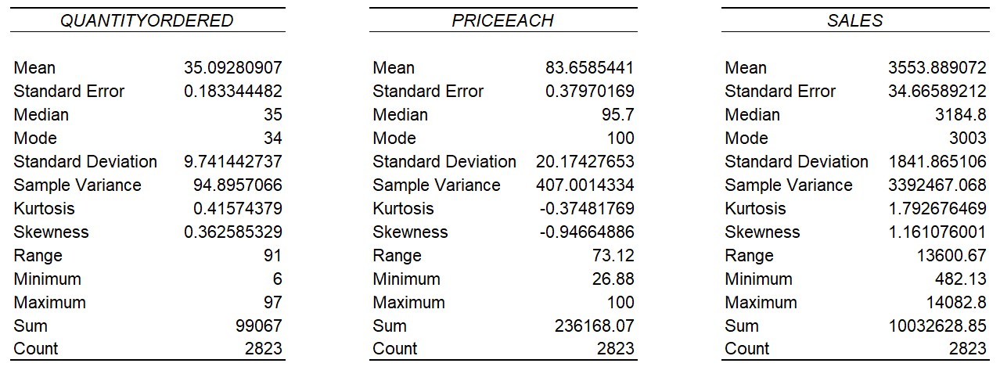 QUANTITYORDERED PRICEEACH SALES
Mean 35.09280907 Mean 83.6585441 Mean 3553.889072
Standard Error 0.183344482 Standard Error 0.37970169 Standard Error 34.66589212
Median 35 Median 95.7 Median 3184.8
Mode 34 Mode 100 Mode 3003
Standard Deviation 9.741442737 Standard Deviation 20.17427653 Standard Deviation 1841.865106
Sample Variance 94.8957066 Sample Variance 407.0014334 Sample Variance 3392467.068
Kurtosis 0.41574379 Kurtosis -0.37481769 Kurtosis 1.792676469
Skewness 0.362585329 Skewness -0.94664886 Skewness 1.161076001
Range 91 Range 73.12 Range 13600.67
Minimum 6 Minimum 26.88 Minimum 482.13
Maximum 97 Maximum 100 Maximum 14082.8
Sum 99067 Sum 236168.07 Sum 10032628.85
Count 2823 Count 2823 Count 2823